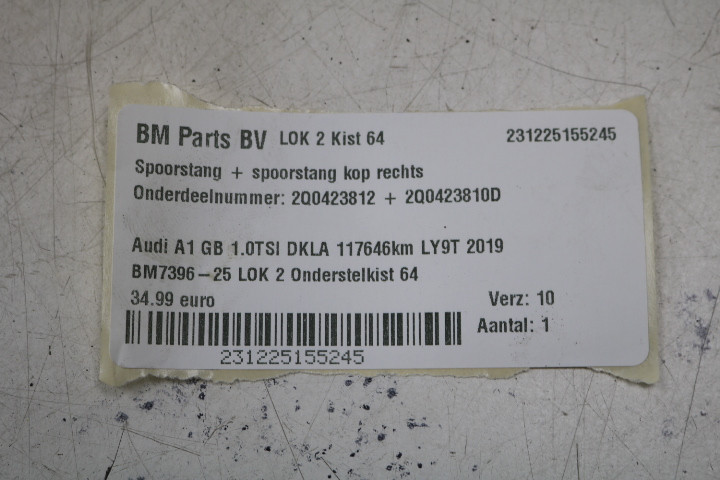 BM Parts BV LOK 2 Kist 64 231225155245
Spoorstang + spoorstang kop rechts
Onderdeelnummer: 2Q0423812 + 2Q0423810D
Audi A1 GB 1.0TSI DKLA 117646km LY9T 2019
BM7396-25 LOK 2 Onderstelkist 64
34.99 euro Verz: 10
Aantal: 1
231225155245